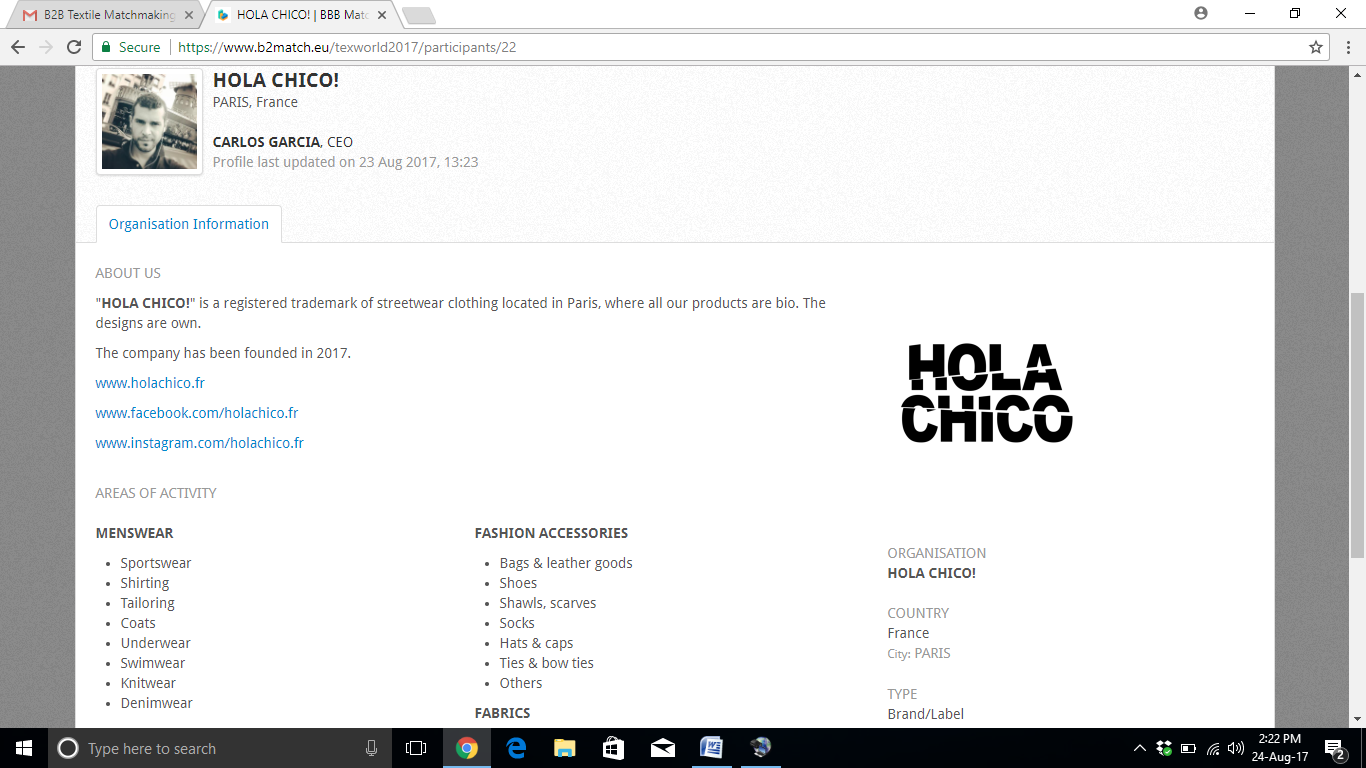 B2B Textile Matchmaking
HOLA CHICO! | BBB Matc
Secure
https://www.b2match.eu/texworld2017/participants/22
HOLA CHICO!
PARIS, France
CARLOS GARCIA, CEO
Profile last updated on 23 Aug 2017, 13:23
Organisation Information
ABOUT US
"HOLA CHICO!" is a registered trademark of streetwear clothing located in Paris, where all our products are bio. The
designs are own.
The company has been founded in 2017.
www.holachico.fr
www.facebook.com/holachico.fr
www.instagram.com/holachico.fr
HOLA
CHICO
AREAS OF ACTIVITY
MENSWEAR
• Sportswear
• Shirting
• Tailoring
• Coats
• Underwear
• Swimwear
• Knitwear
• Denimwear
FASHION ACCESSORIES
• Bags & leather goods
• Shoes
• Shawls, scarves
• Socks
• Hats & caps
• Ties & bow ties
• Others
FABRICS
ORGANISATION
HOLA CHICO!
COUNTRY
France
City: PARIS
TYPE
Brand/Label
Type here to search
2:22 PM
24-Aug-17
2